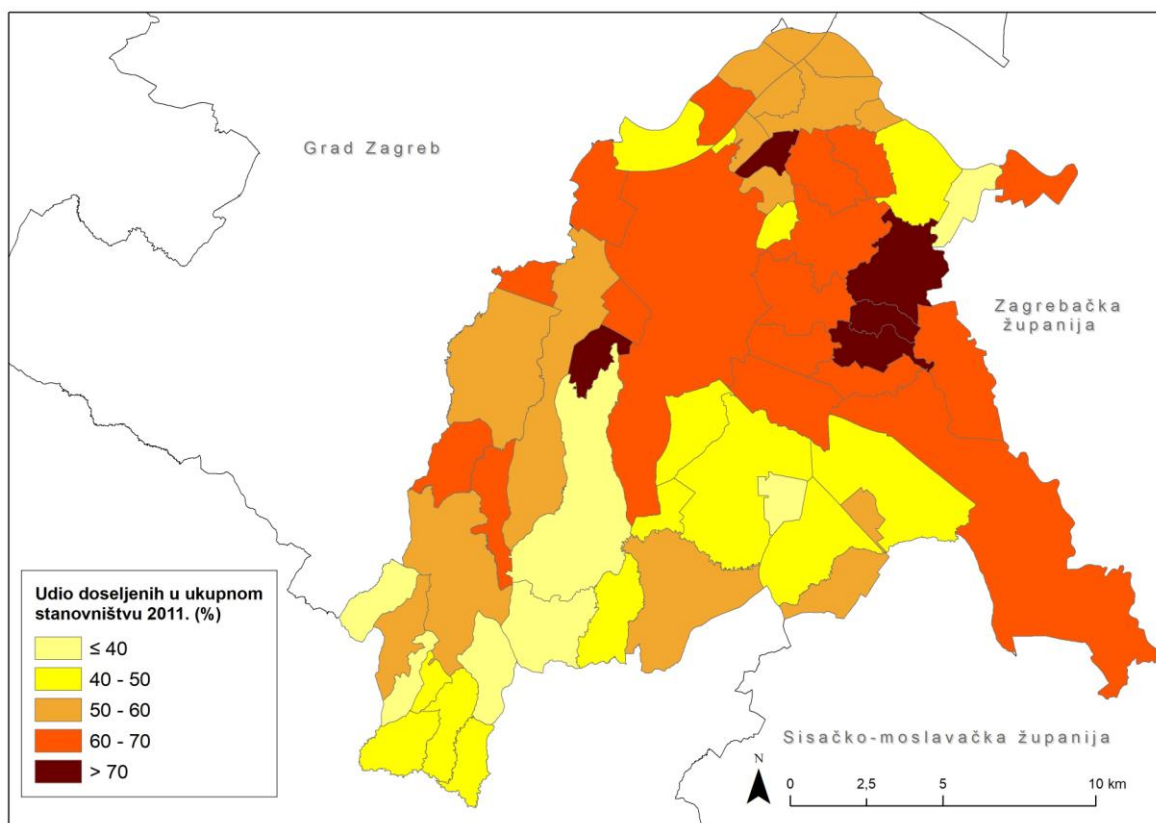 Grad Zagreb
Zagrebačka
županija
Udio doseljenih u ukupnom
stanovništvu 2011. (%)
≤ 40
40 - 50
50 - 60
60 - 70
> 70
Sisačko-moslavačka županija
N
0 2,5 5 10 km